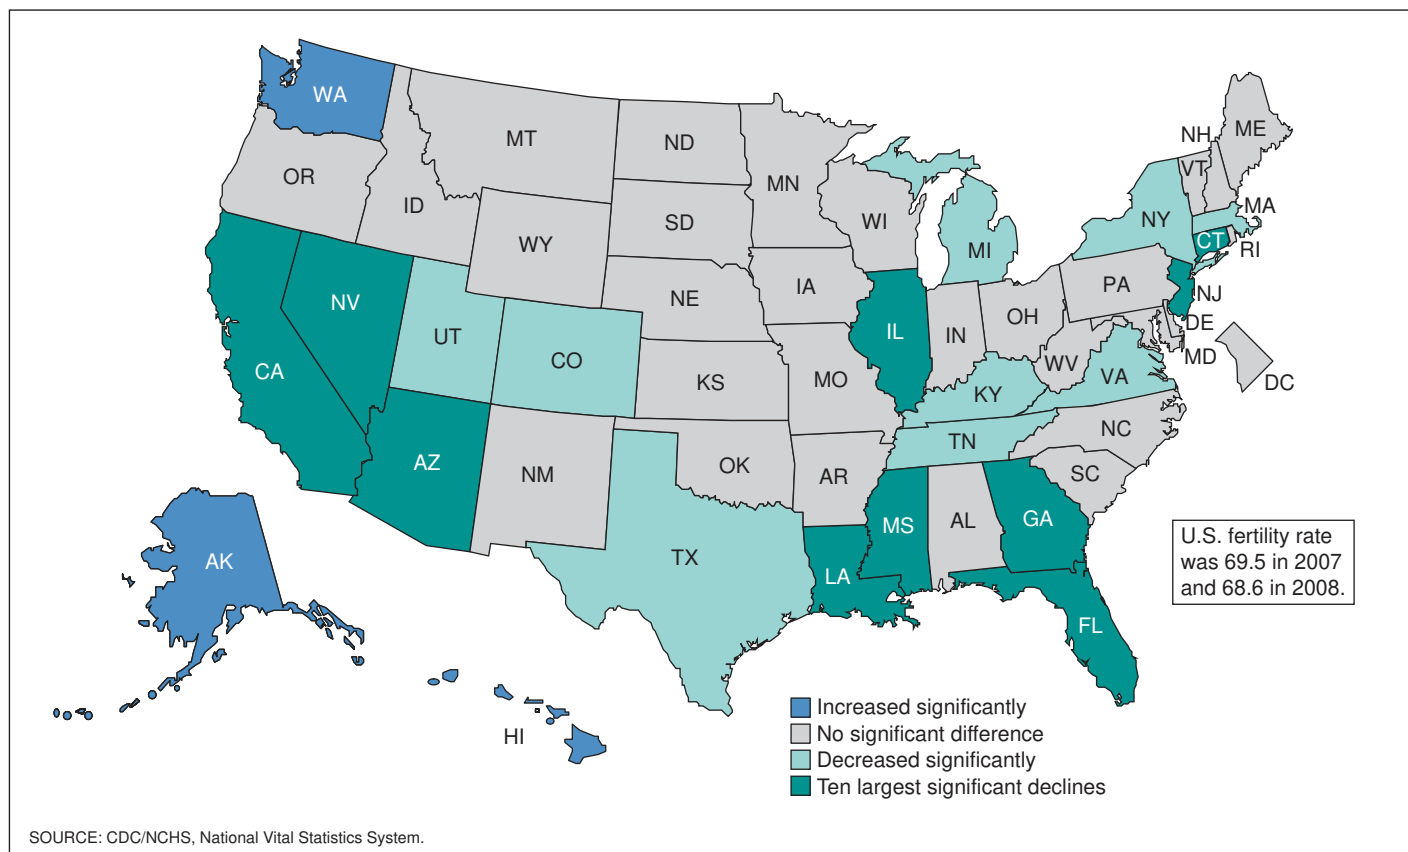 WA
MT
ND
MN
OR
ID
WY
SD
WI
MI
NY
VT
NH
ME
MA
CT
RI
NV
UT
CO
NE
IA
IL
IN
OH
PA
NJ
DE
MD
DC
CA
KS
MO
KY
WV
VA
AZ
NM
OK
AR
TN
NC
SC
MS
AL
GA
TX
LA
FL
AK
HI
U.S. fertility rate
was 69.5 in 2007
and 68.6 in 2008.
Increased significantly
No significant difference
Decreased significantly
Ten largest significant declines
SOURCE: CDC/NCHS, National Vital Statistics System.